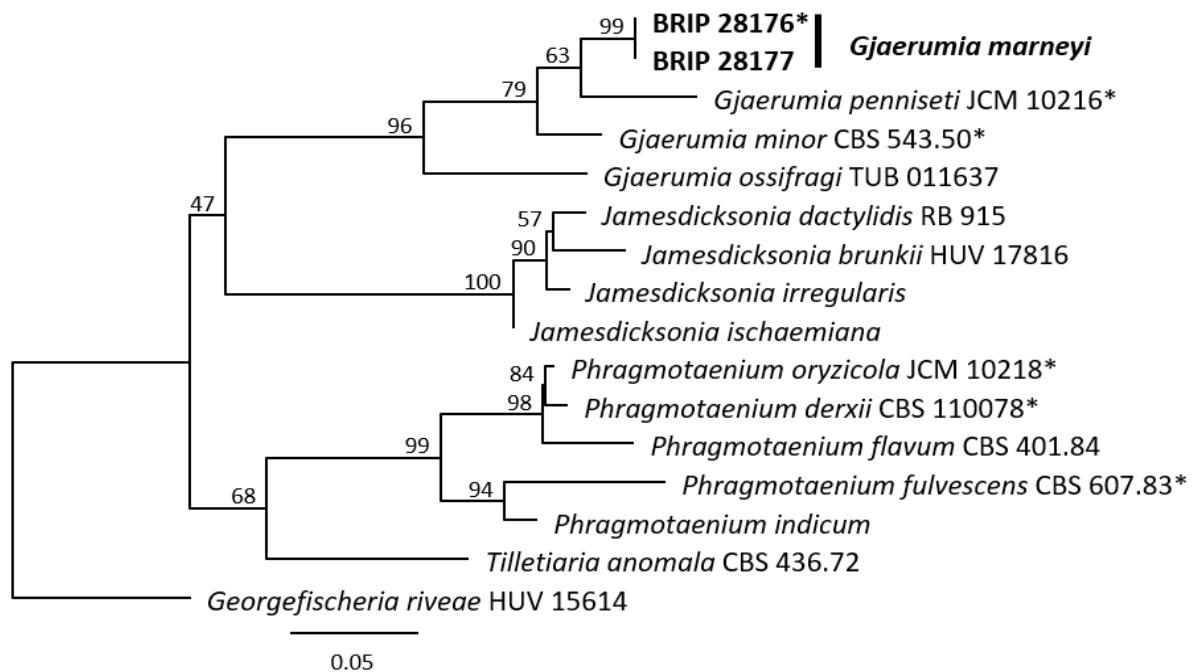 99
BRIP 28176*
BRIP 28177
Gjaerumia marneyi
63
79
Gjaerumia penniseti JCM 10216*
96
Gjaerumia minor CBS 543.50*
Gjaerumia ossifragi TUB 011637
47
57
Jamesdicksonia dactylidis RB 915
90
Jamesdicksonia brunkii HUV 17816
100
Jamesdicksonia irregularis
Jamesdicksonia ischaemiana
84
Phragmotaenium oryzicola JCM 10218*
98
Phragmotaenium derxii CBS 110078*
99
Phragmotaenium flavum CBS 401.84
94
Phragmotaenium fulvescens CBS 607.83*
68
Phragmotaenium indicum
Tilletiaria anomala CBS 436.72
Georgefischeria riveae HUV 15614
0.05